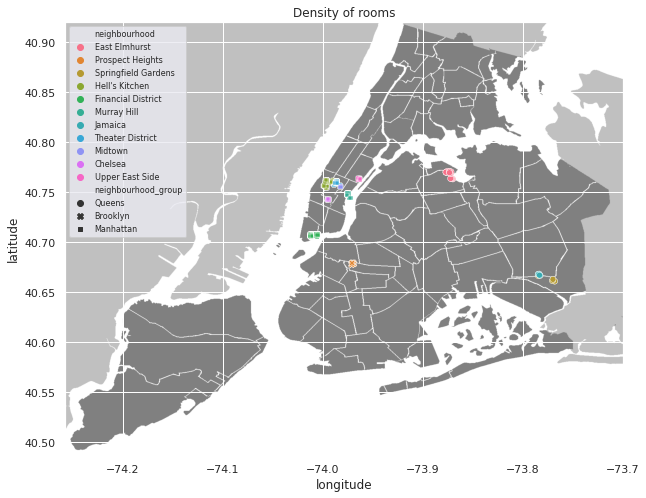 Density of rooms
neighbourhood
East Elmhurst
Prospect Heights
Springfield Gardens
Hell's Kitchen
Financial District
Murray Hill
Jamaica
Theater District
Midtown
Chelsea
Upper East Side
neighbourhood_group
Queens
Brooklyn
Manhattan
latitude
40.90
40.85
40.80
40.75
40.70
40.65
40.60
40.55
40.50
−74.2 −74.1 −74.0 −73.9 −73.8 −73.7
longitude